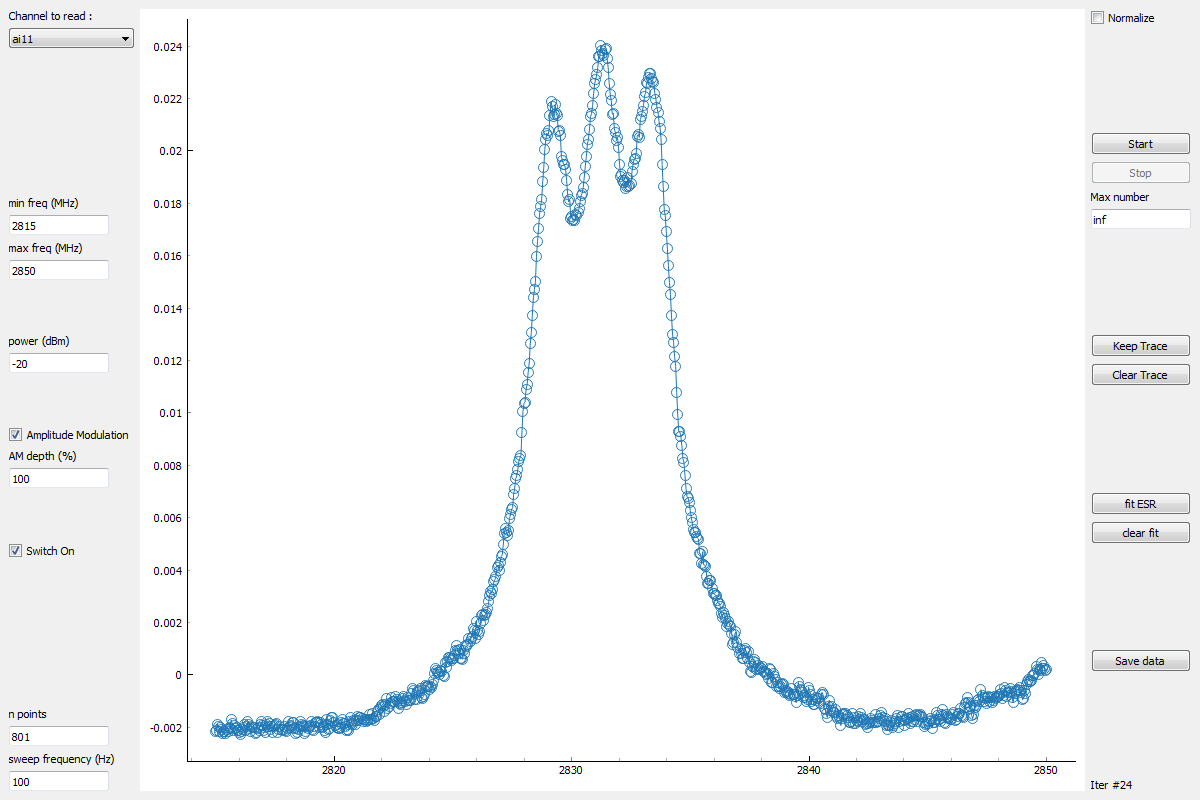 Channel to read :
ai11
min freq (MHz)
2815
max freq (MHz)
2850
power (dBm)
-20
Amplitude Modulation
AM depth (%)
100
Switch On
n points
801
sweep frequency (Hz)
100
0.024
0.022
0.02
0.018
0.016
0.014
0.012
0.01
0.008
0.006
0.004
0.002
0
-0.002
2820
2830
2840
2850
Normalize
Start
Stop
Max number
inf
Keep Trace
Clear Trace
fit ESR
clear fit
Save data
Iter #24